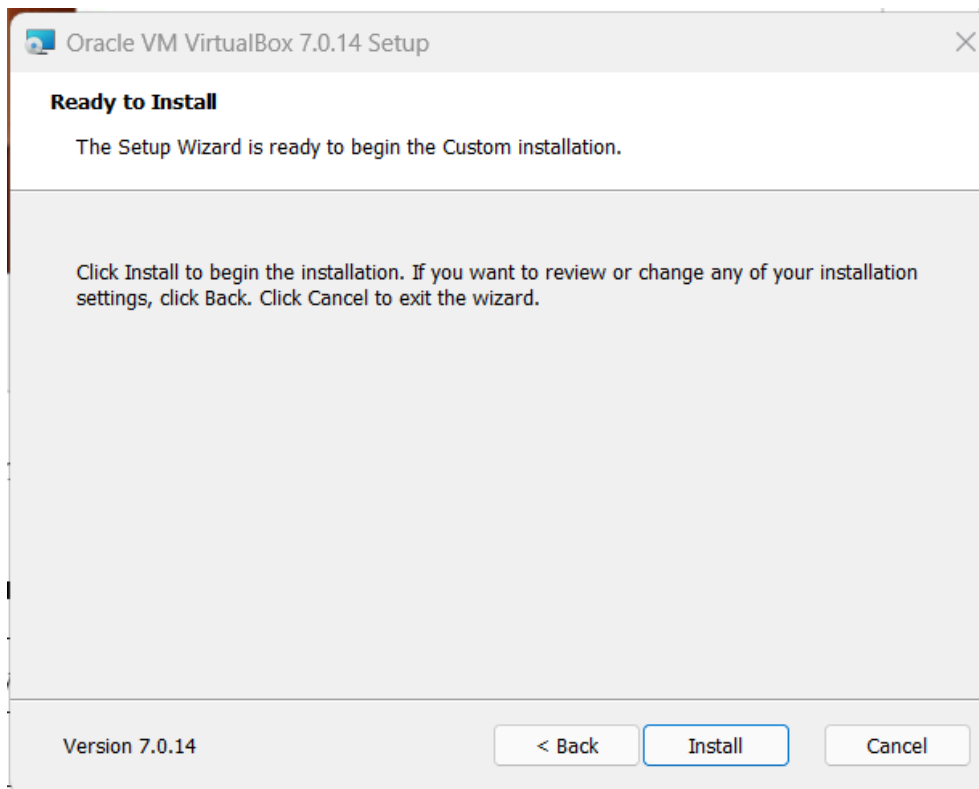 Oracle VM VirtualBox 7.0.14 Setup
Ready to Install
The Setup Wizard is ready to begin the Custom installation.
Click Install to begin the installation. If you want to review or change any of your installation
settings, click Back. Click Cancel to exit the wizard.
Version 7.0.14
< Back
Install
Cancel